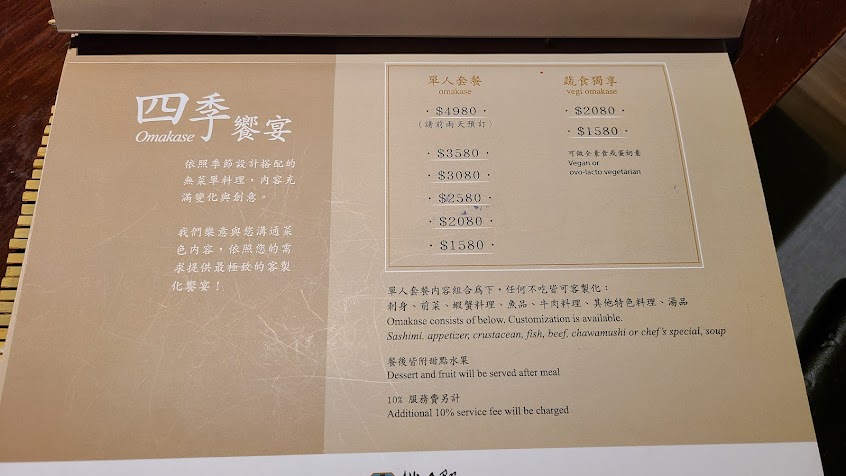 四季饗宴
Omakase
依照季節設計搭配的
無菜單料理，內容充
滿變化與創意。
我們樂意與您溝通菜
色內容，依照您的需
求提供最極致的客製
化饗宴！
單人套餐
omakase
· $4980 ·
(請前兩天預訂)
· $3580 ·
· $3080 ·
· $2580 ·
· $2080 ·
· $1580 ·
蔬食獨享
vegi omakase
· $2080 ·
· $1580 ·
可做全素食或蛋奶素
Vegan or
ovo-lacto vegetarian
單人套餐內容組合為下，任何不吃皆可客製化：
刺身、前菜、蝦蟹料理、魚品、牛肉料理、其他特色料理、湯品
Omakase consists of below. Customization is available.
Sashimi, appetizer, crustacean, fish, beef, chawamushi or chef's special, soup
餐後皆附甜點水果
Dessert and fruit will be served after meal
10% 服務費另計
Additional 10% service fee will be charged